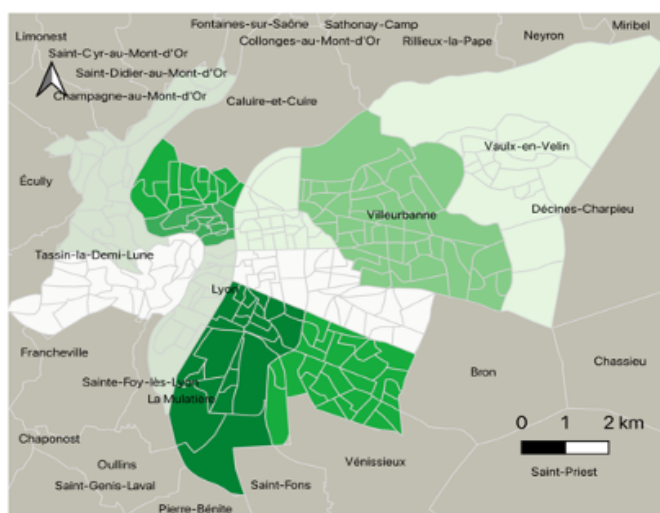 Fontaines-sur-Saône
Sathonay-Camp
Miribel
Limonest
Collonges-au-Mont-d'Or
Rillieux-la-Pape
Neyron
Saint-Cyr-au-Mont-d'Or
Saint-Didier-au-Mont-d'Or
Champagne-au-Mont-d'Or
Caluire-et-Cuire
Vaulx-en-Velin
Écully
Villeurbanne
Décines-Charpieu
Tassin-la-Demi-Lune
Lyon
Francheville
Chassieu
Bron
Sainte-Foy-lès-Lyon
La Mulatière
0 1 2 km
Chaponost
Oullins
Vénissieux
Saint-Priest
Saint-Genis-Laval
Saint-Fons
Pierre-Bénite